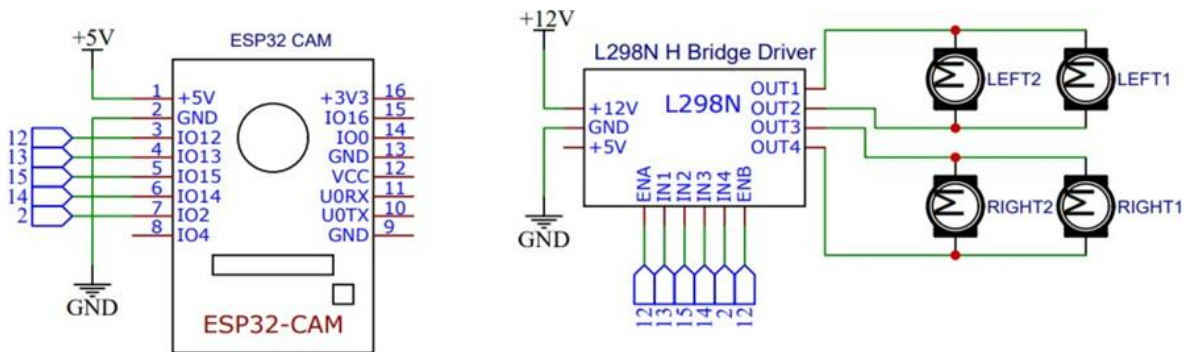 +5V
ESP32 CAM
1 +5V +3V3 16
2 GND IO16 15
12 3 IO12 IO0 14
13 4 IO13 GND 13
15 5 IO15 VCC 12
14 6 IO14 U0RX 11
2 7 IO2 U0TX 10
8 IO4 GND 9
GND
ESP32-CAM
+12V
L298N H Bridge Driver
L298N
+12V
GND
+5V
OUT1
OUT2
OUT3
OUT4
ENA
IN1
IN2
IN3
IN4
ENB
GND
12
13
15
14
2
12
M LEFT2
M LEFT1
M RIGHT2
M RIGHT1